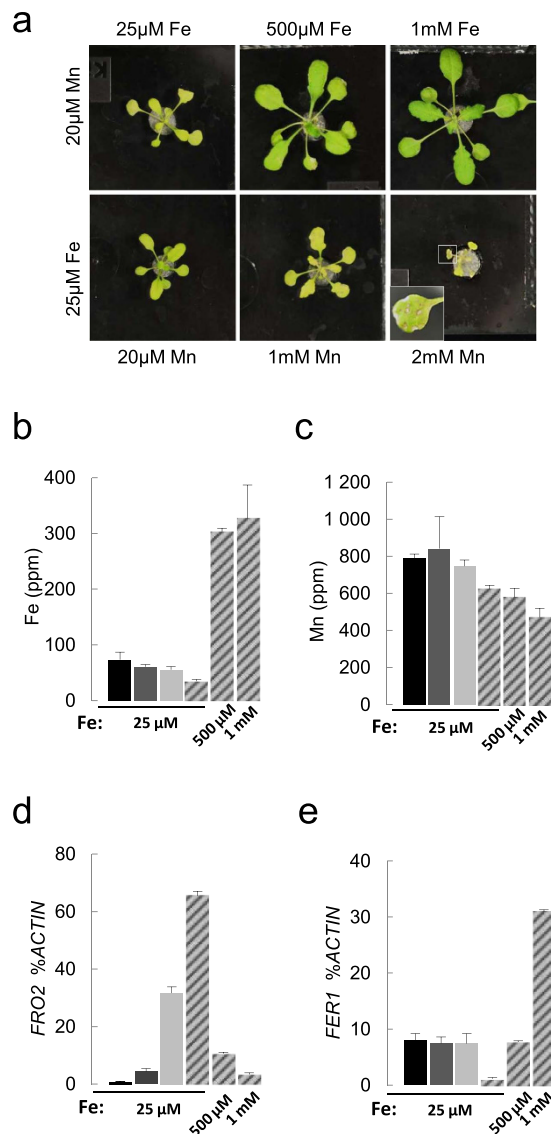 a
25µM Fe 500µM Fe 1mM Fe
20µM Mn
25µM Fe
20µM Mn 1mM Mn 2mM Mn
b
Fe (ppm)
400
300
200
100
0
Fe: 25 µM 500 µM 1 mM
c
Mn (ppm)
1 200
1 000
800
600
400
200
0
Fe: 25 µM 500 µM 1 mM
d
FRO2 %ACTIN
80
60
40
20
0
Fe: 25 µM 500 µM 1 mM
e
FER1 %ACTIN
40
30
20
10
0
Fe: 25 µM 500 µM 1 mM